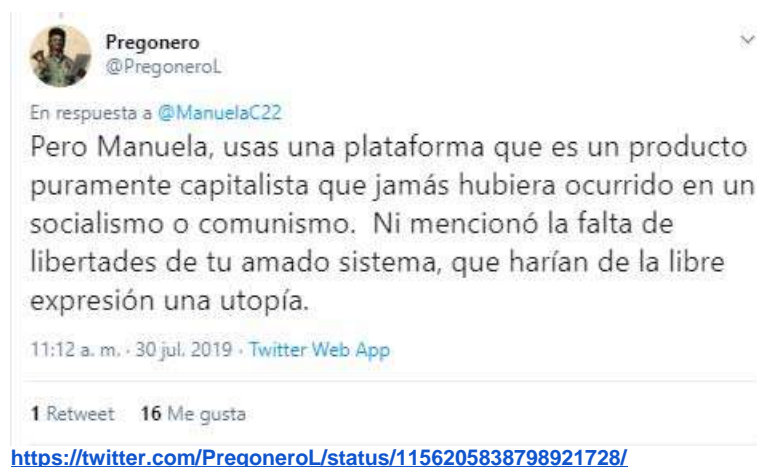 Pregonero
@PregoneroL
En respuesta a @ManuelaC22
Pero Manuela, usas una plataforma que es un producto
puramente capitalista que jamás hubiera ocurrido en un
socialismo o comunismo. Ni mencionó la falta de
libertades de tu amado sistema, que harían de la libre
expresión una utopía.
11:12 a. m. · 30 jul. 2019 · Twitter Web App
1 Retweet 16 Me gusta
https://twitter.com/PregoneroL/status/1156205838798921728/